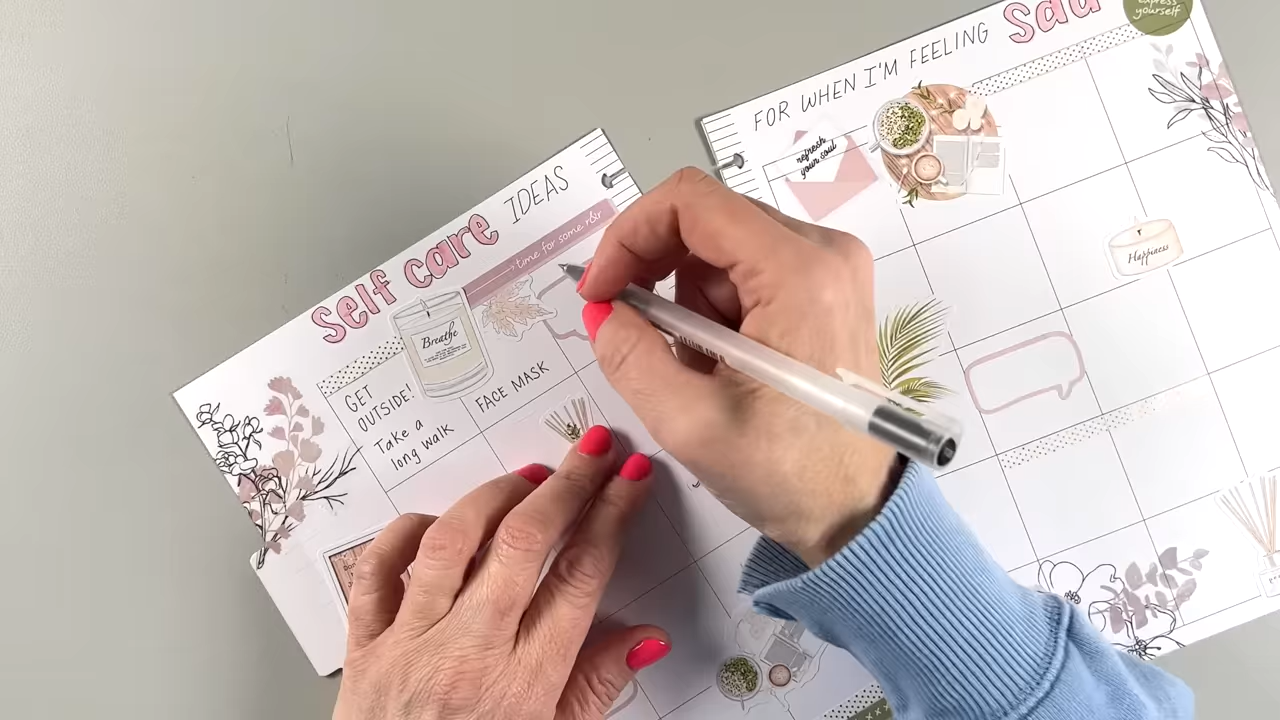 Self care IDEAS
time for some r&r
Breathe
GET
OUTSIDE!
Take a
long walk
FACE MASK
FOR WHEN I'M FEELING Sad
express
yourself
refresh
your soul
Happiness